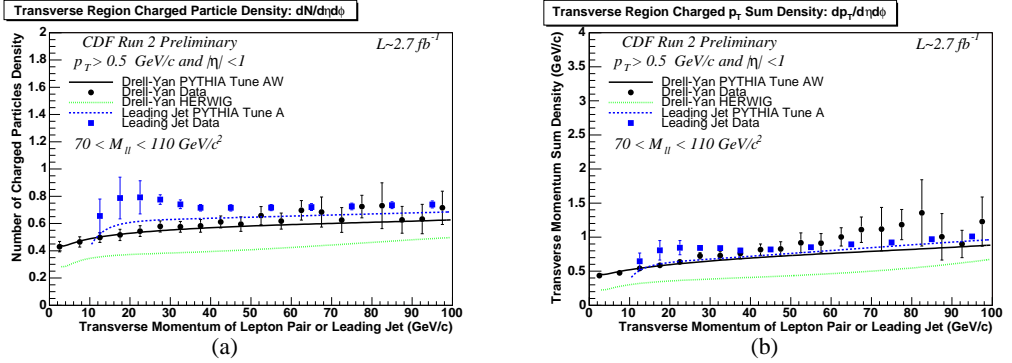 Transverse Region Charged Particle Density: dN/dηdϕ
Number of Charged Particles Density
2
1.8
1.6
1.4
1.2
1
0.8
0.6
0.4
0.2
0
CDF Run 2 Preliminary
L~2.7 fb⁻¹
p_T > 0.5 GeV/c and |η| <1
Drell-Yan PYTHIA Tune AW
Drell-Yan Data
Drell-Yan HERWIG
Leading Jet PYTHIA Tune A
Leading Jet Data
70 < M_ll < 110 GeV/c²
0 10 20 30 40 50 60 70 80 90 100
Transverse Momentum of Lepton Pair or Leading Jet (GeV/c)
(a)
Transverse Region Charged p_T Sum Density: dp_T/dηdϕ
Transverse Momentum Sum Density (GeV/c)
4
3.5
3
2.5
2
1.5
1
0.5
0
CDF Run 2 Preliminary
L~2.7 fb⁻¹
p_T > 0.5 GeV/c and |η| <1
Drell-Yan PYTHIA Tune AW
Drell-Yan Data
Drell-Yan HERWIG
Leading Jet PYTHIA Tune A
Leading Jet Data
70 < M_ll < 110 GeV/c²
0 10 20 30 40 50 60 70 80 90 100
Transverse Momentum of Lepton Pair or Leading Jet (GeV/c)
(b)